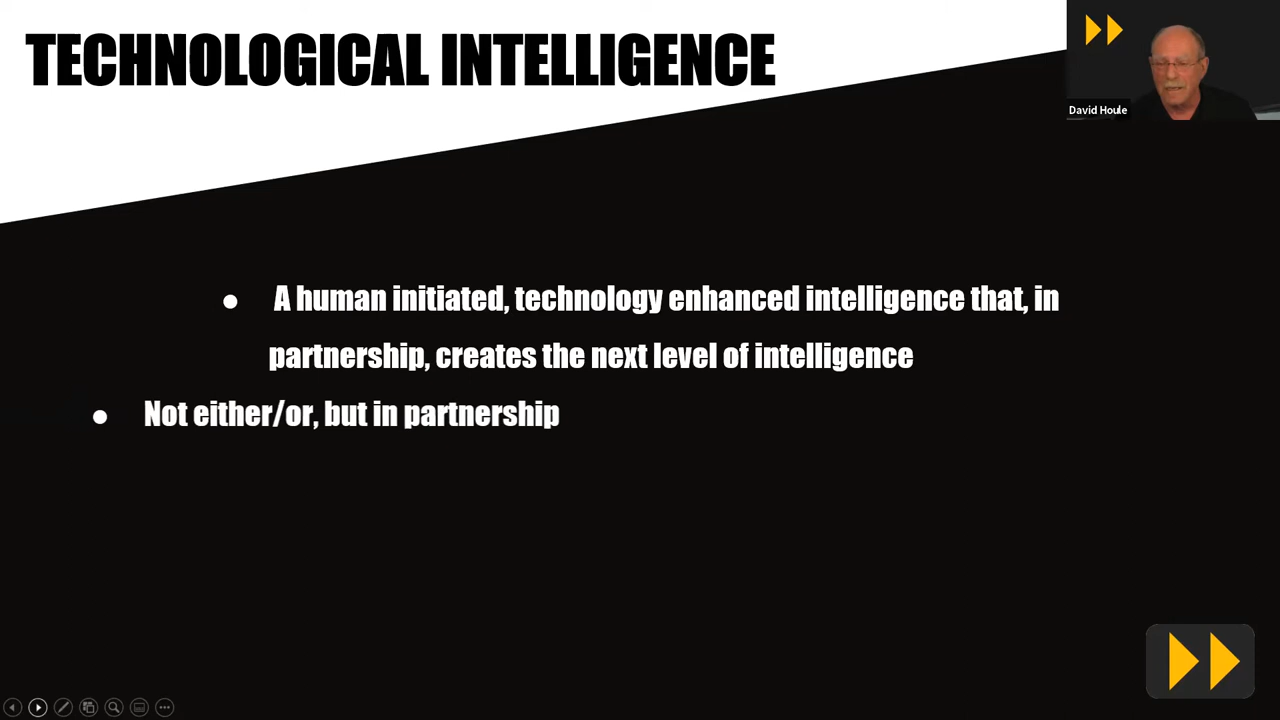 TECHNOLOGICAL INTELLIGENCE
David Houle
● A human initiated, technology enhanced intelligence that, in
partnership, creates the next level of intelligence
● Not either/or, but in partnership